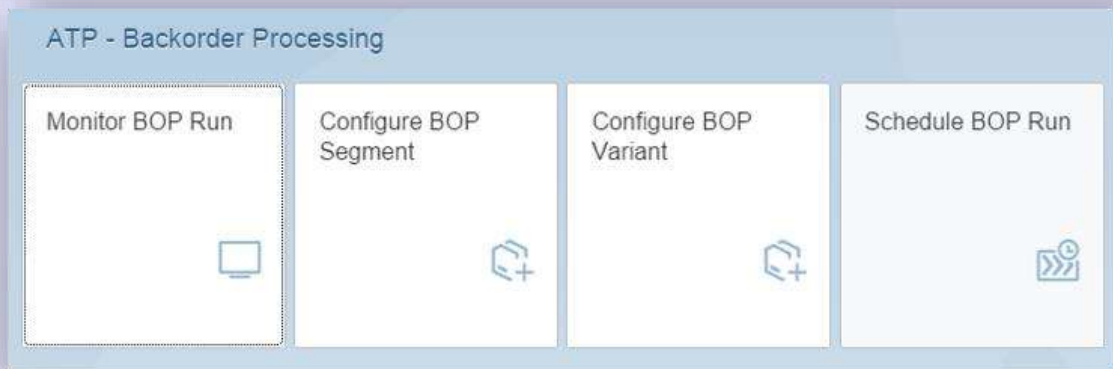 ATP - Backorder Processing
Monitor BOP Run
Configure BOP
Segment
Configure BOP
Variant
Schedule BOP Run